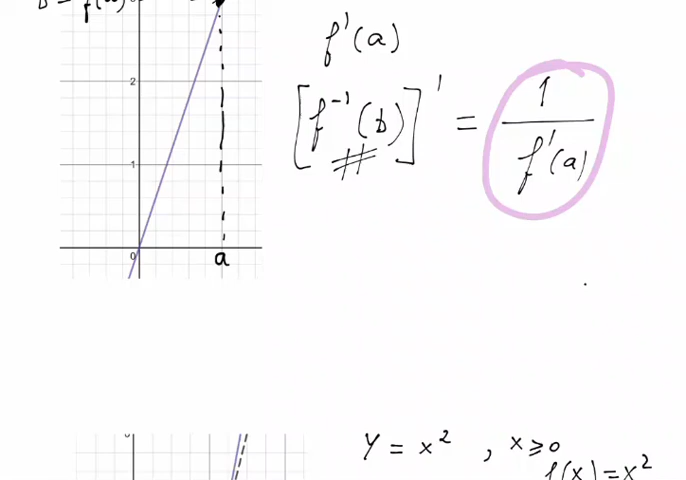 b = f(a)
2
1
0
a
f'(a)
[f⁻¹(b)]' = 1/f'(a)
y = x² , x ≥ 0
f(x) = x²